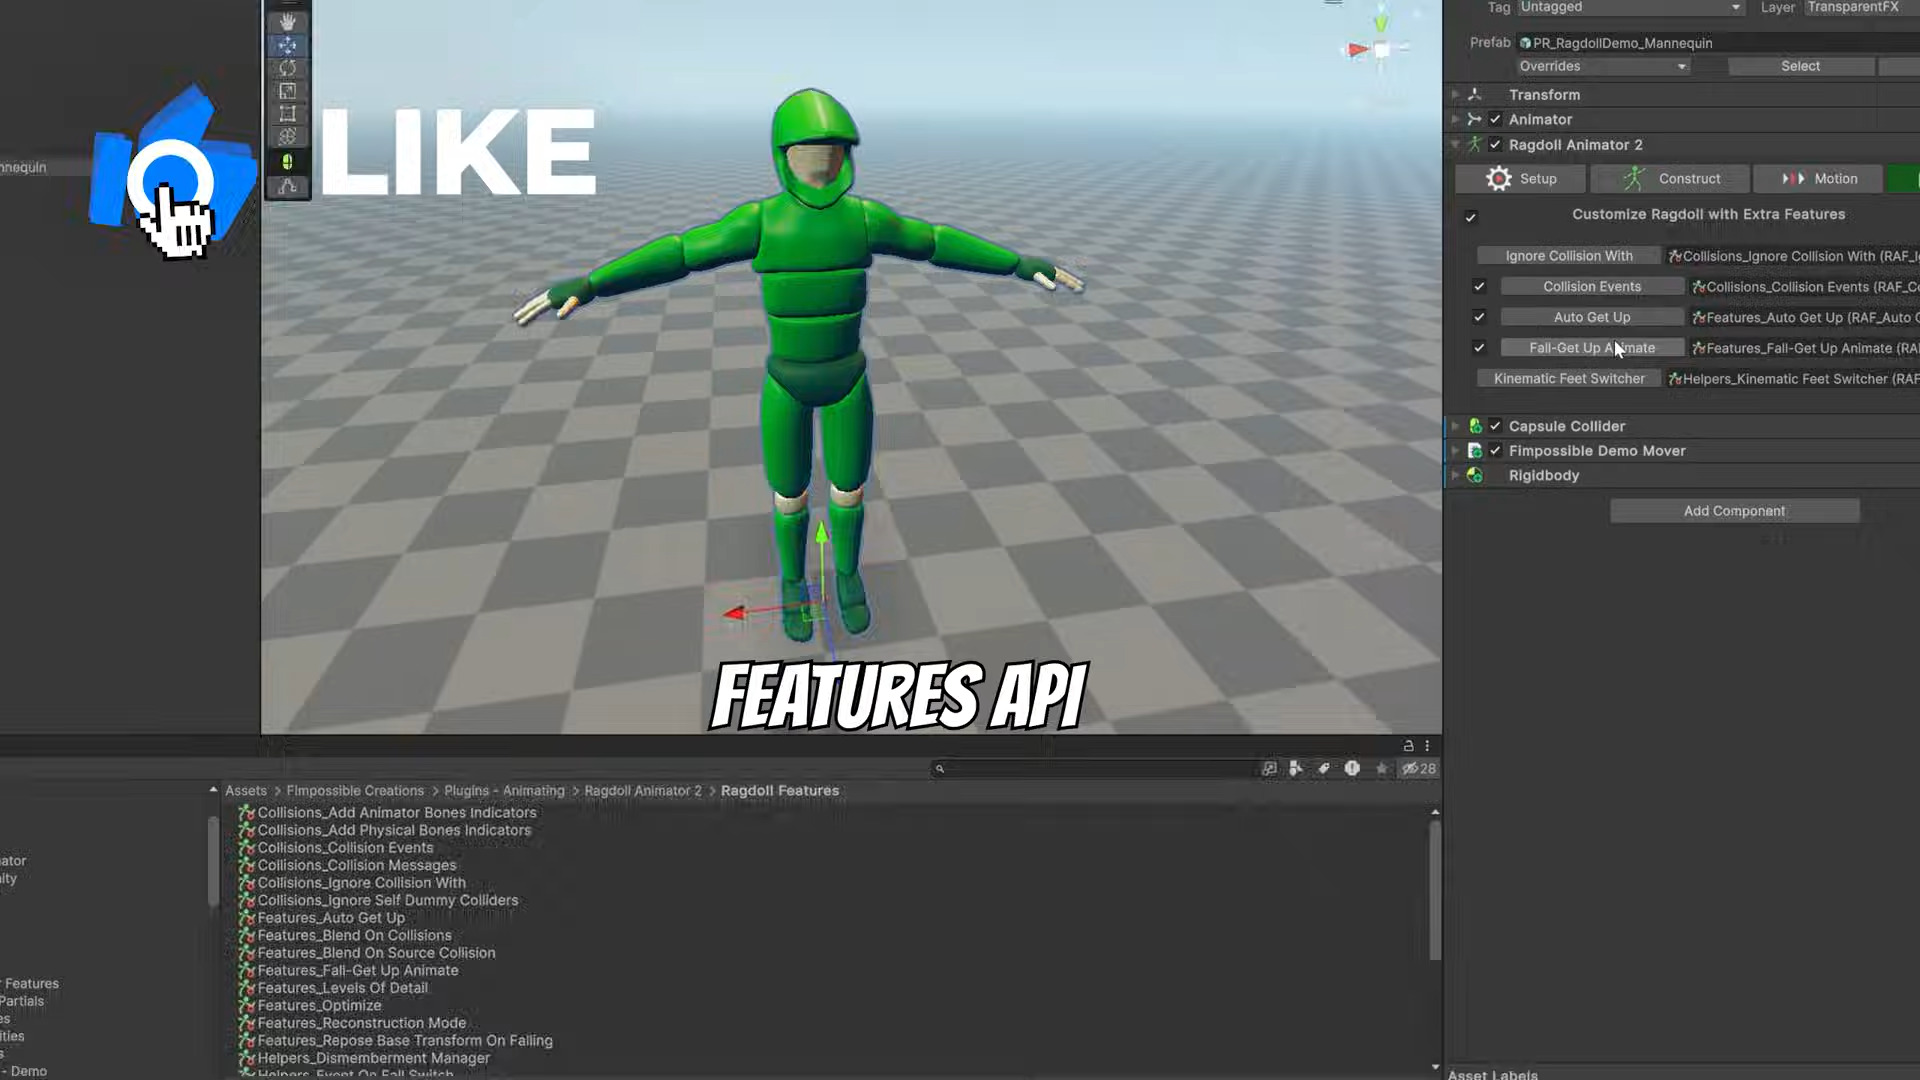 Tag Untagged Layer TransparentFX
Prefab PR_RagdollDemo_Mannequin
Overrides Select
Transform
Animator
Ragdoll Animator 2
Setup Construct Motion
Customize Ragdoll with Extra Features
Ignore Collision With Collisions_Ignore Collision With (RAF_I
Collision Events Collisions_Collision Events (RAF_Co
Auto Get Up Features_Auto Get Up (RAF_Auto G
Fall-Get Up Animate Features_Fall-Get Up Animate (RA
Kinematic Feet Switcher Helpers_Kinematic Feet Switcher (RAF
Capsule Collider
Fimpossible Demo Mover
Rigidbody
Add Component
LIKE
nnequin
FEATURES API
28
Assets > FImpossible Creations > Plugins - Animating > Ragdoll Animator 2 > Ragdoll Features
Collisions_Add Animator Bones Indicators
Collisions_Add Physical Bones Indicators
Collisions_Collision Events
Collisions_Collision Messages
Collisions_Ignore Collision With
Collisions_Ignore Self Dummy Colliders
Features_Auto Get Up
Features_Blend On Collisions
Features_Blend On Source Collision
Features_Fall-Get Up Animate
Features_Levels Of Detail
Features_Optimize
Features_Reconstruction Mode
Features_Repose Base Transform On Falling
Helpers_Dismemberment Manager
Helpers_Event On Fall Switch
ator
ity
Features
Partials
es
ities
s
- Demo
Asset Labels